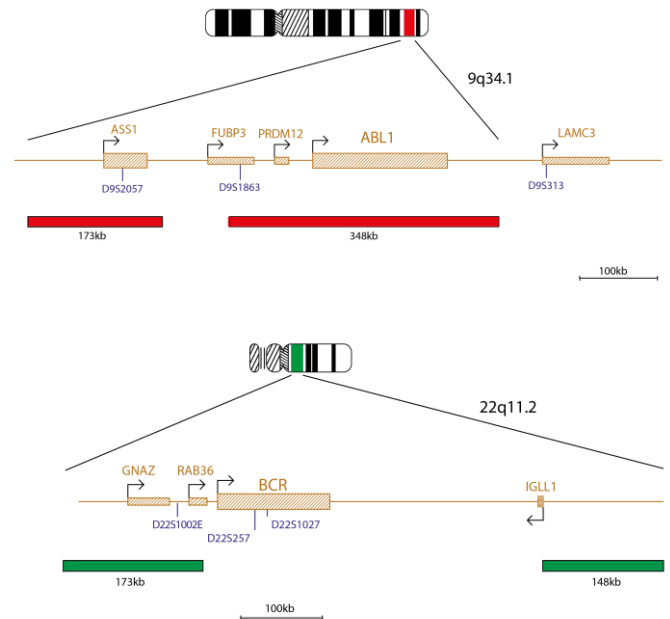 9q34.1
ASS1 FUBP3 PRDM12 ABL1 LAMC3
D9S2057 D9S1863 D9S313
173kb 348kb
100kb
22q11.2
GNAZ RAB36 BCR IGLL1
D22S1002E D22S1027
D22S257
173kb 148kb
100kb